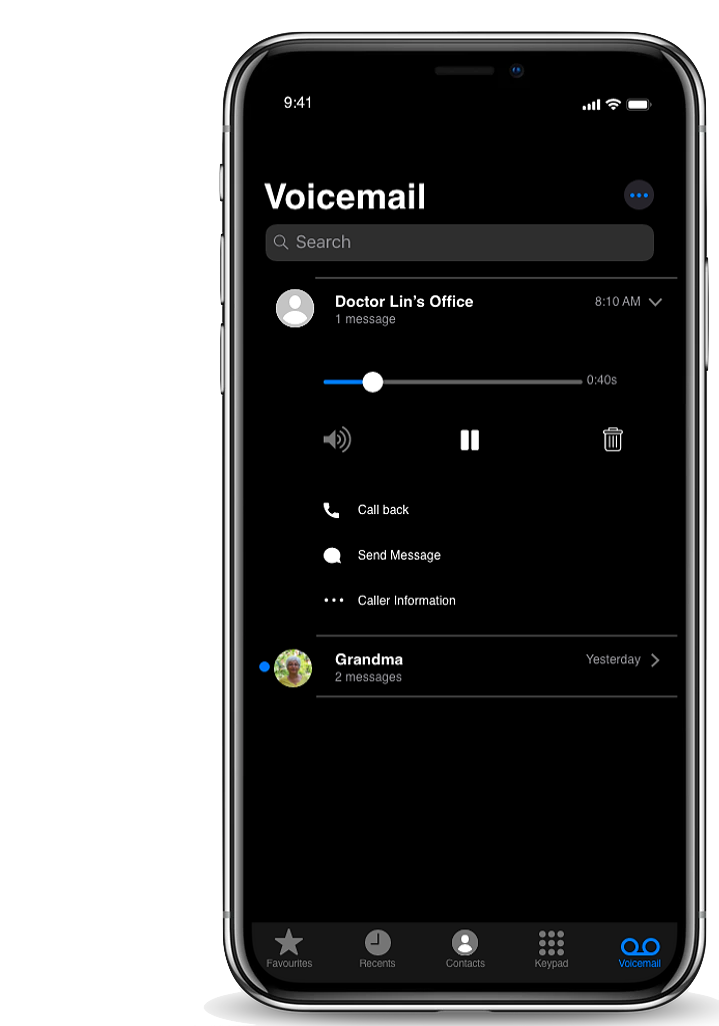 9:41
Voicemail
Search
Doctor Lin's Office
8:10 AM
1 message
0:40s
Call back
Send Message
Caller Information
Grandma
Yesterday
2 messages
Favourites
Recents
Contacts
Keypad
Voicemail